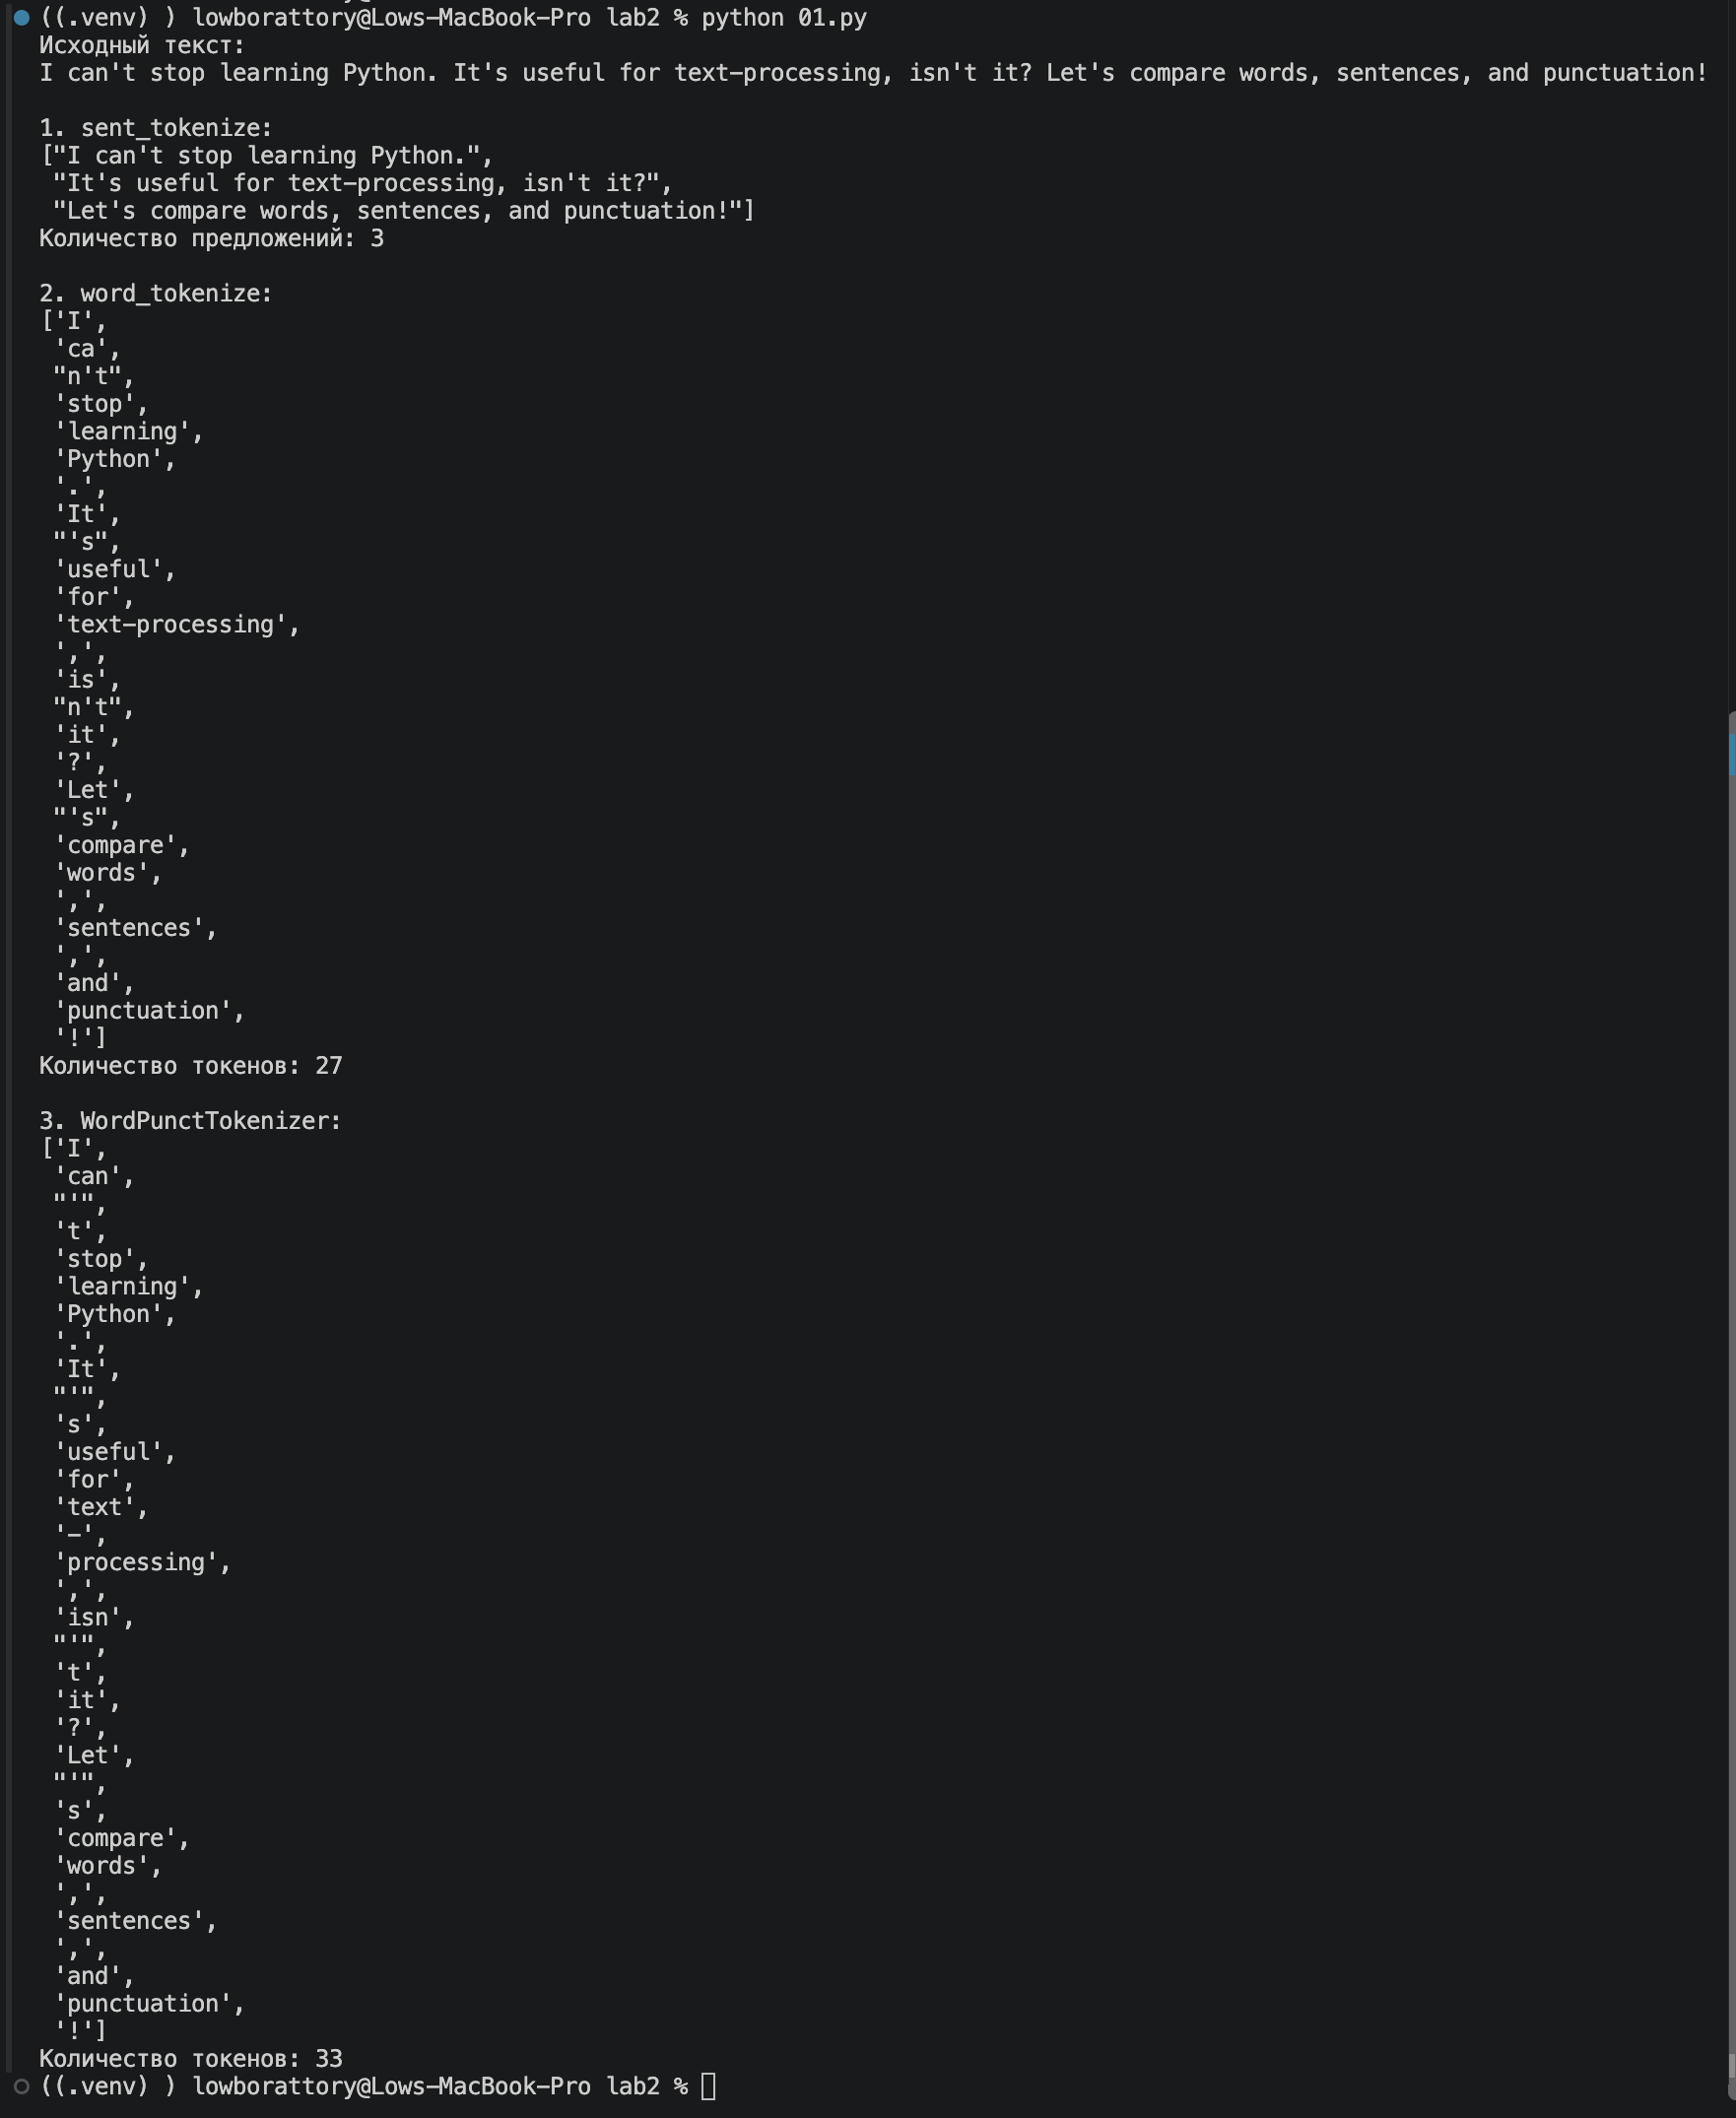 ((.venv) ) lowborattory@Lows-MacBook-Pro lab2 % python 01.py
Исходный текст:
I can't stop learning Python. It's useful for text-processing, isn't it? Let's compare words, sentences, and punctuation!

1. sent_tokenize:
["I can't stop learning Python.",
 "It's useful for text-processing, isn't it?",
 "Let's compare words, sentences, and punctuation!"]
Количество предложений: 3

2. word_tokenize:
['I',
 'ca',
 "n't",
 'stop',
 'learning',
 'Python',
 '.',
 'It',
 "'s",
 'useful',
 'for',
 'text-processing',
 ',',
 'is',
 "n't",
 'it',
 '?',
 'Let',
 "'s",
 'compare',
 'words',
 ',',
 'sentences',
 ',',
 'and',
 'punctuation',
 '!']
Количество токенов: 27

3. WordPunctTokenizer:
['I',
 'can',
 "'",
 't',
 'stop',
 'learning',
 'Python',
 '.',
 'It',
 "'",
 's',
 'useful',
 'for',
 'text',
 '-',
 'processing',
 ',',
 'isn',
 "'",
 't',
 'it',
 '?',
 'Let',
 "'",
 's',
 'compare',
 'words',
 ',',
 'sentences',
 ',',
 'and',
 'punctuation',
 '!']
Количество токенов: 33
((.venv) ) lowborattory@Lows-MacBook-Pro lab2 %